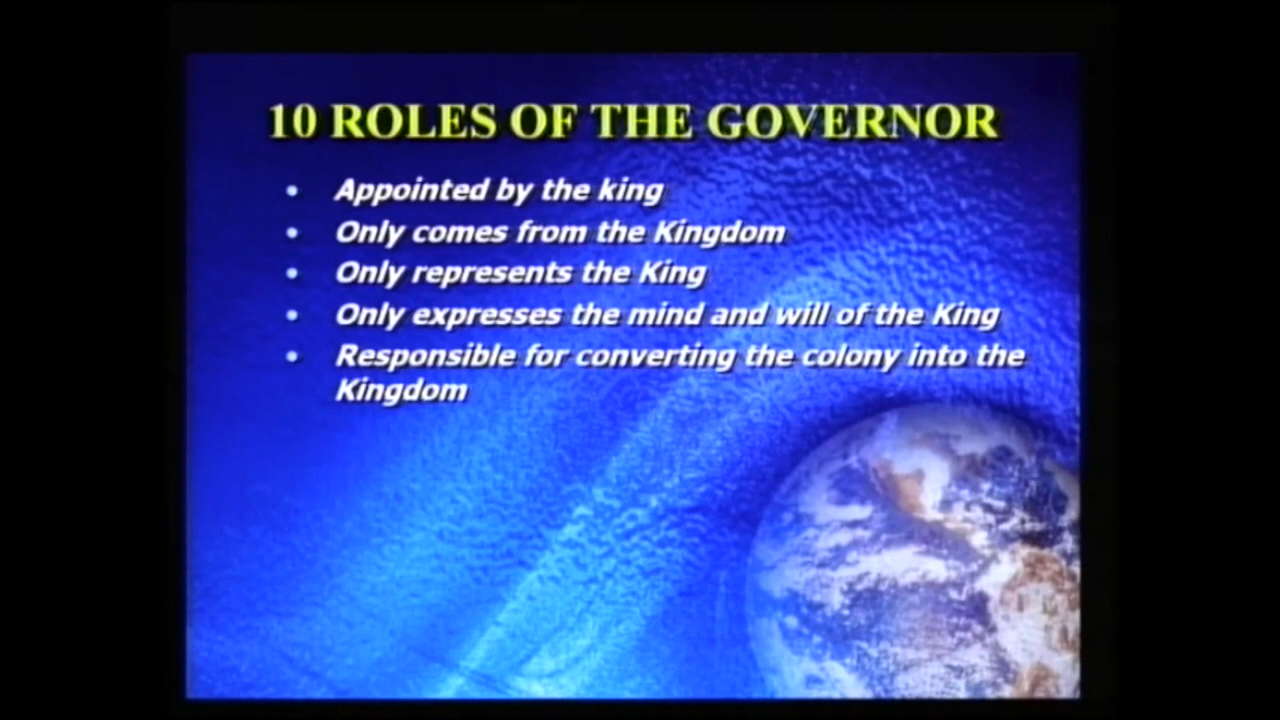 10 ROLES OF THE GOVERNOR
• Appointed by the king
• Only comes from the Kingdom
• Only represents the King
• Only expresses the mind and will of the King
• Responsible for converting the colony into the
Kingdom